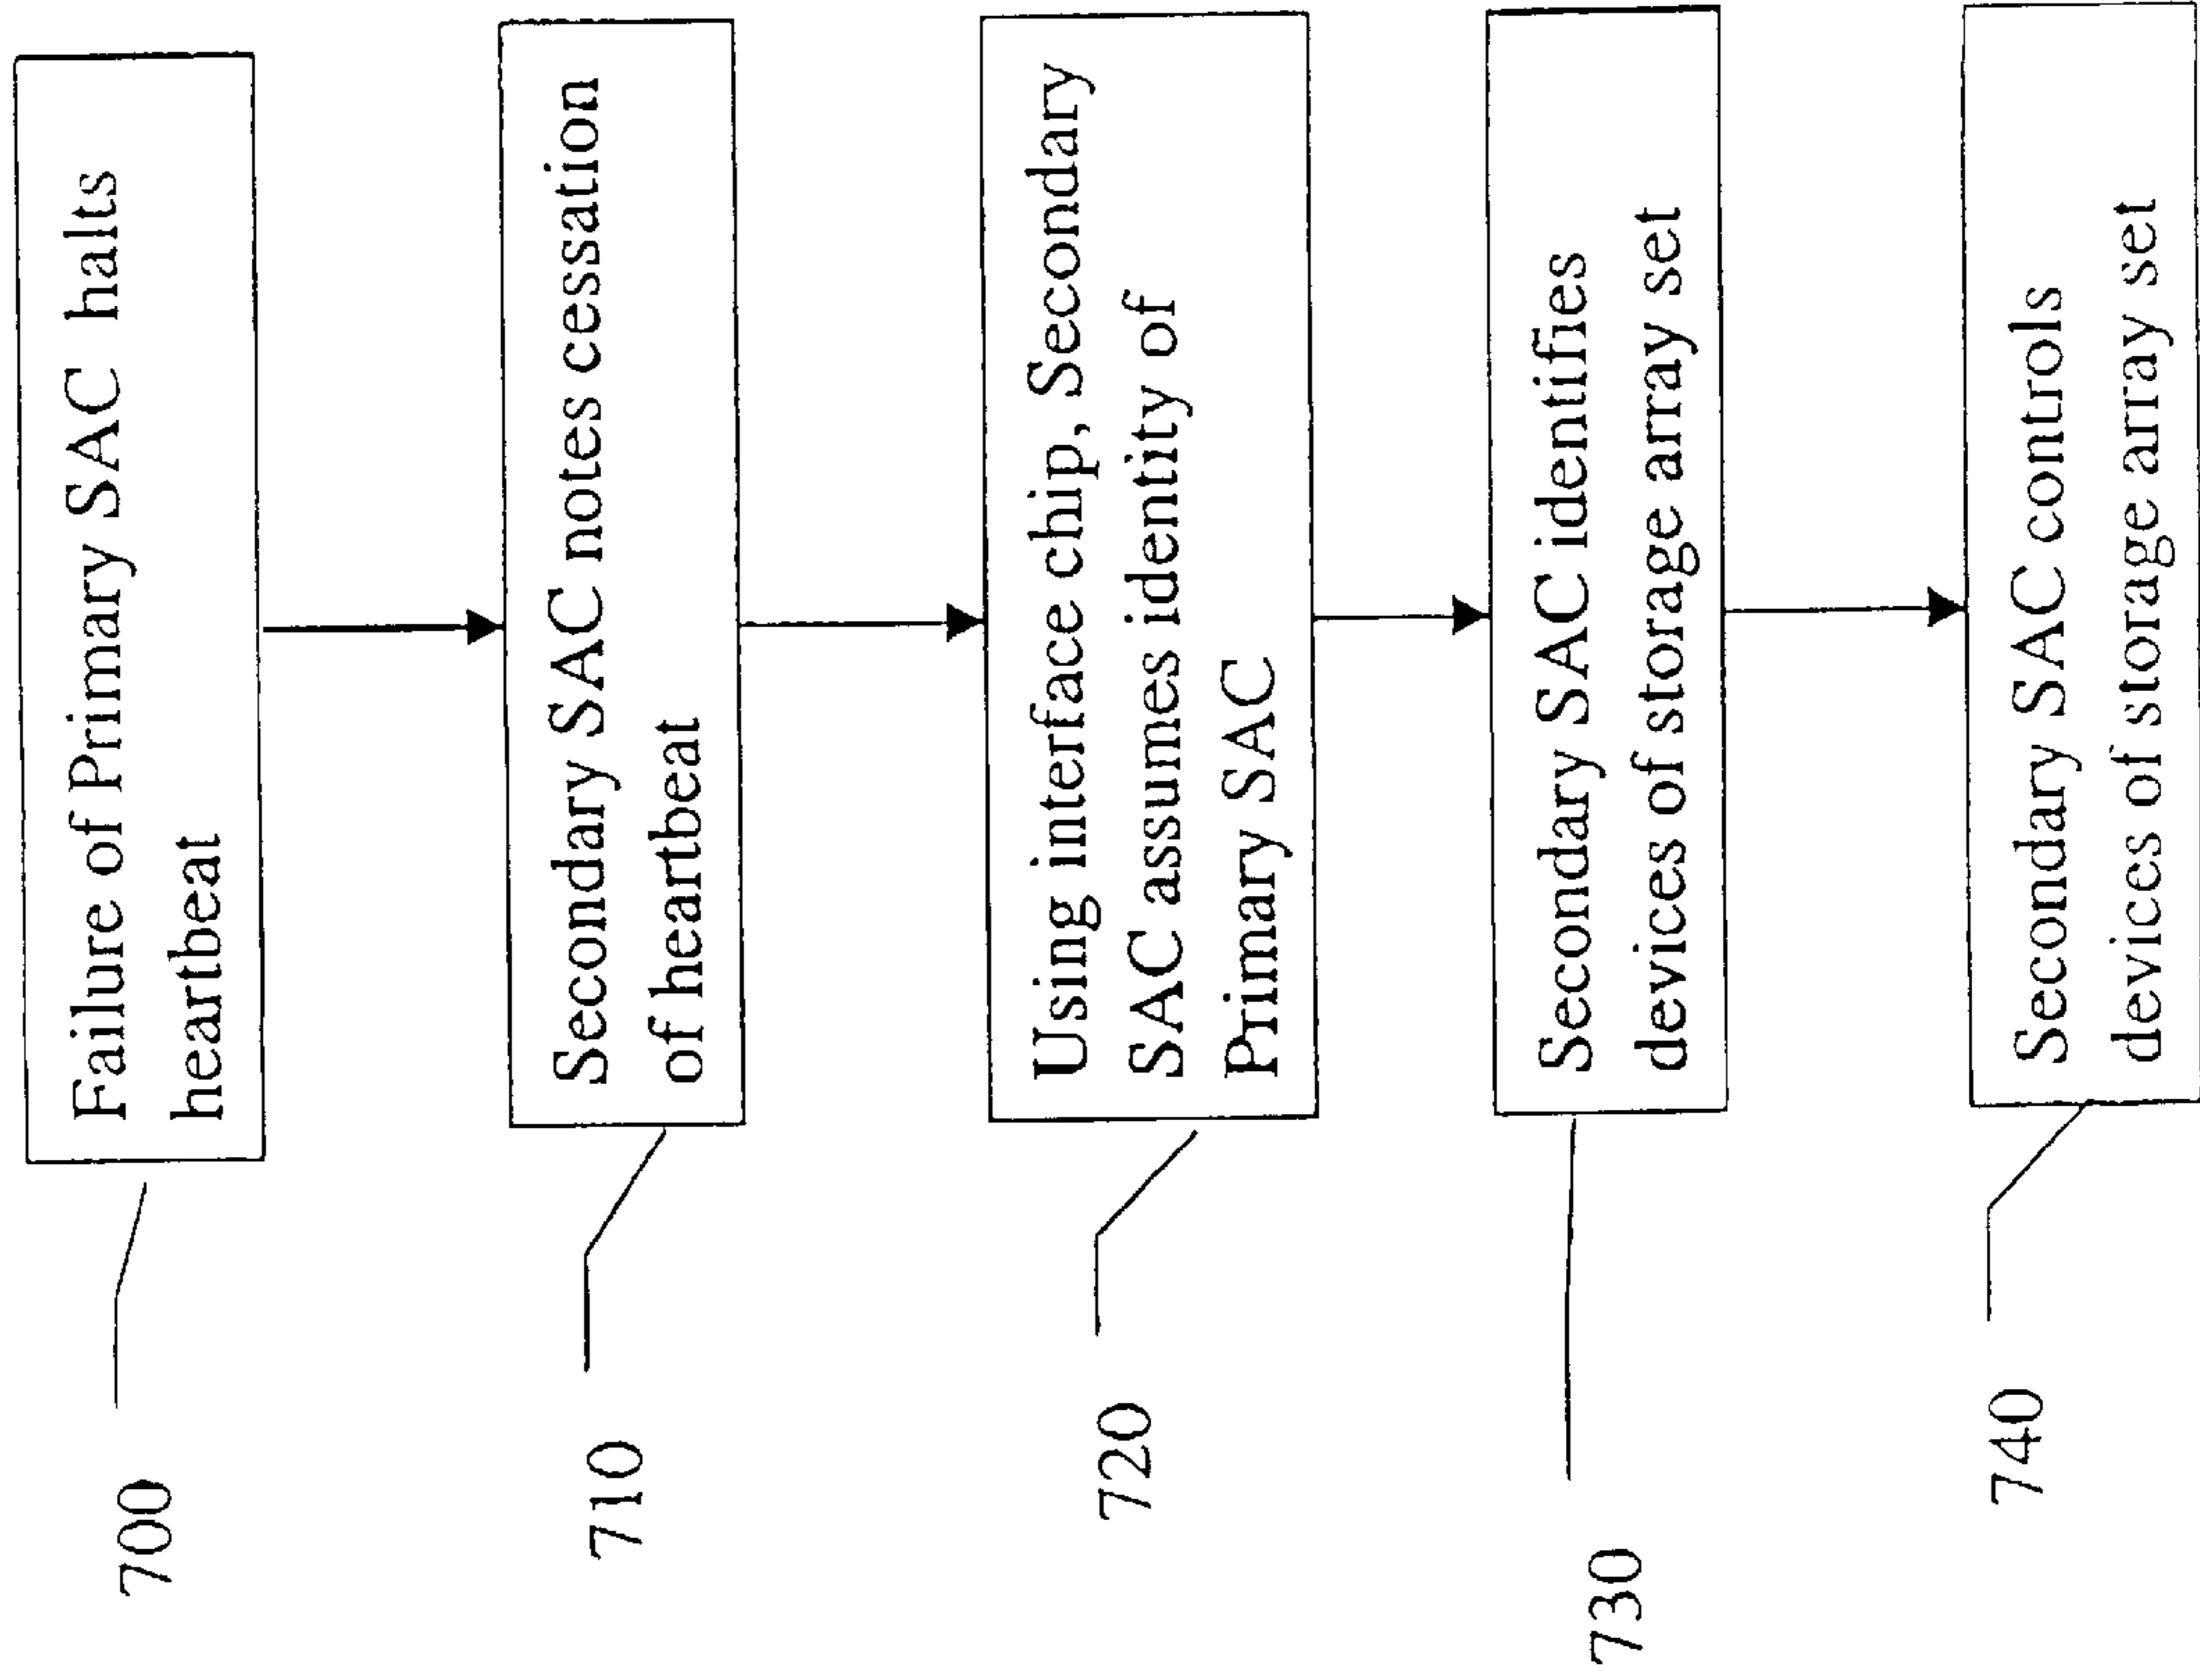 700
Failure of Primary SAC halts
heartbeat
710
Secondary SAC notes cessation
of heartbeat
720
Using interface chip, Secondary
SAC assumes identity of
Primary SAC
730
Secondary SAC identifies
devices of storage array set
740
Secondary SAC controls
devices of storage array set